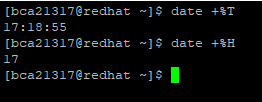 [bca21317@redhat ~]$ date +%T
17:18:55
[bca21317@redhat ~]$ date +%H
17
[bca21317@redhat ~]$